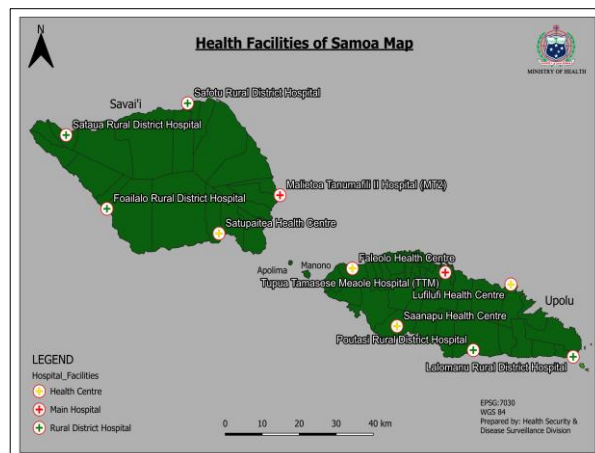 N
Health Facilities of Samoa Map
MINISTRY OF HEALTH
Savai'i
Safotu Rural District Hospital
Sataua Rural District Hospital
Malietoa Tanumafili II Hospital (MT2)
Foailalo Rural District Hospital
Satupaitea Health Centre
Faleolo Health Centre
Apolima
Manono
Tupua Tamasese Meaole Hospital (TTM)
Lufilufi Health Centre
Upolu
Saanapu Health Centre
Poutasi Rural District Hospital
Lalomanu Rural District Hospital
LEGEND
Hospital_Facilities
Health Centre
Main Hospital
Rural District Hospital
0 10 20 30 40 km
EPSG:7030
WGS 84
Prepared by: Health Security &
Disease Surveillance Division